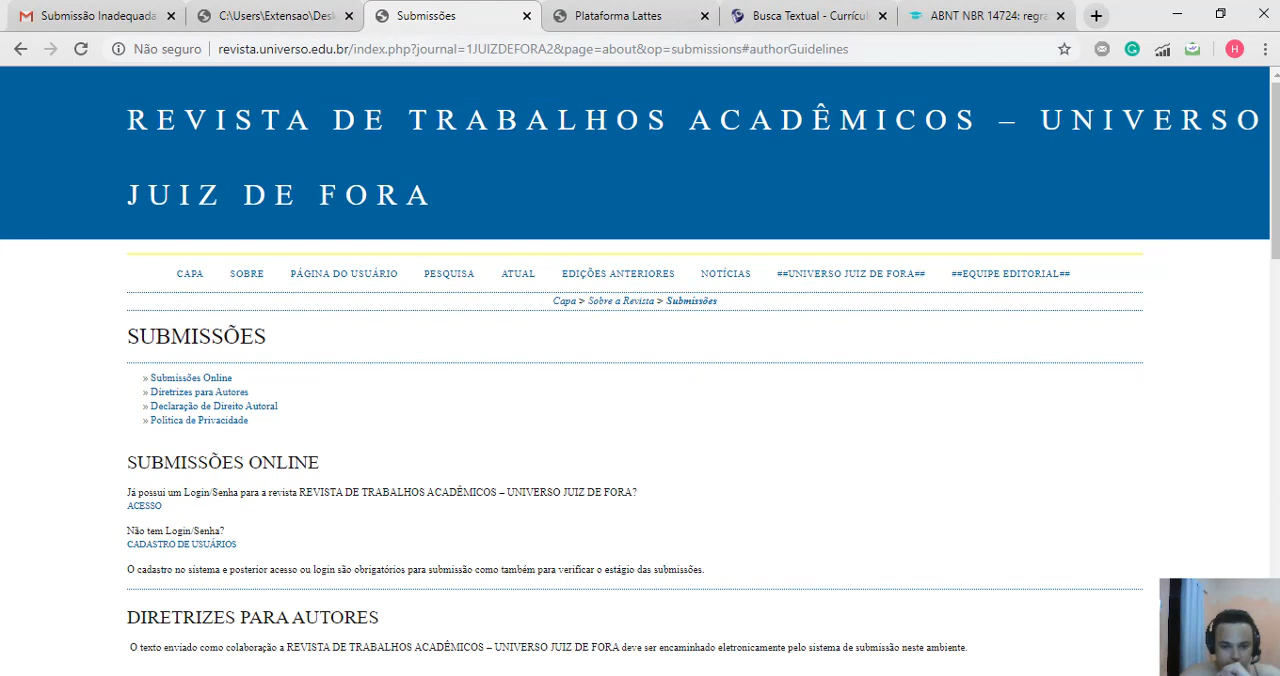 Submissão Inadequada
C:\Users\Extensao\Des
Submissões
Plataforma Lattes
Busca Textual - Currícu
ABNT NBR 14724: regra
Não seguro
revista.universo.edu.br/index.php?journal=1JUIZDEFORA2&page=about&op=submissions#authorGuidelines
H
REVISTA DE TRABALHOS ACADÊMICOS – UNIVERSO
JUIZ DE FORA
CAPA SOBRE PÁGINA DO USUÁRIO PESQUISA ATUAL EDIÇÕES ANTERIORES NOTÍCIAS ##UNIVERSO JUIZ DE FORA## ##EQUIPE EDITORIAL##
Capa > Sobre a Revista > Submissões
SUBMISSÕES
» Submissões Online
» Diretrizes para Autores
» Declaração de Direito Autoral
» Política de Privacidade
SUBMISSÕES ONLINE
Já possui um Login/Senha para a revista REVISTA DE TRABALHOS ACADÊMICOS – UNIVERSO JUIZ DE FORA?
ACESSO
Não tem Login/Senha?
CADASTRO DE USUÁRIOS
O cadastro no sistema e posterior acesso ou login são obrigatórios para submissão como também para verificar o estágio das submissões.
DIRETRIZES PARA AUTORES
O texto enviado como colaboração a REVISTA DE TRABALHOS ACADÊMICOS – UNIVERSO JUIZ DE FORA deve ser encaminhado eletronicamente pelo sistema de submissão neste ambiente.